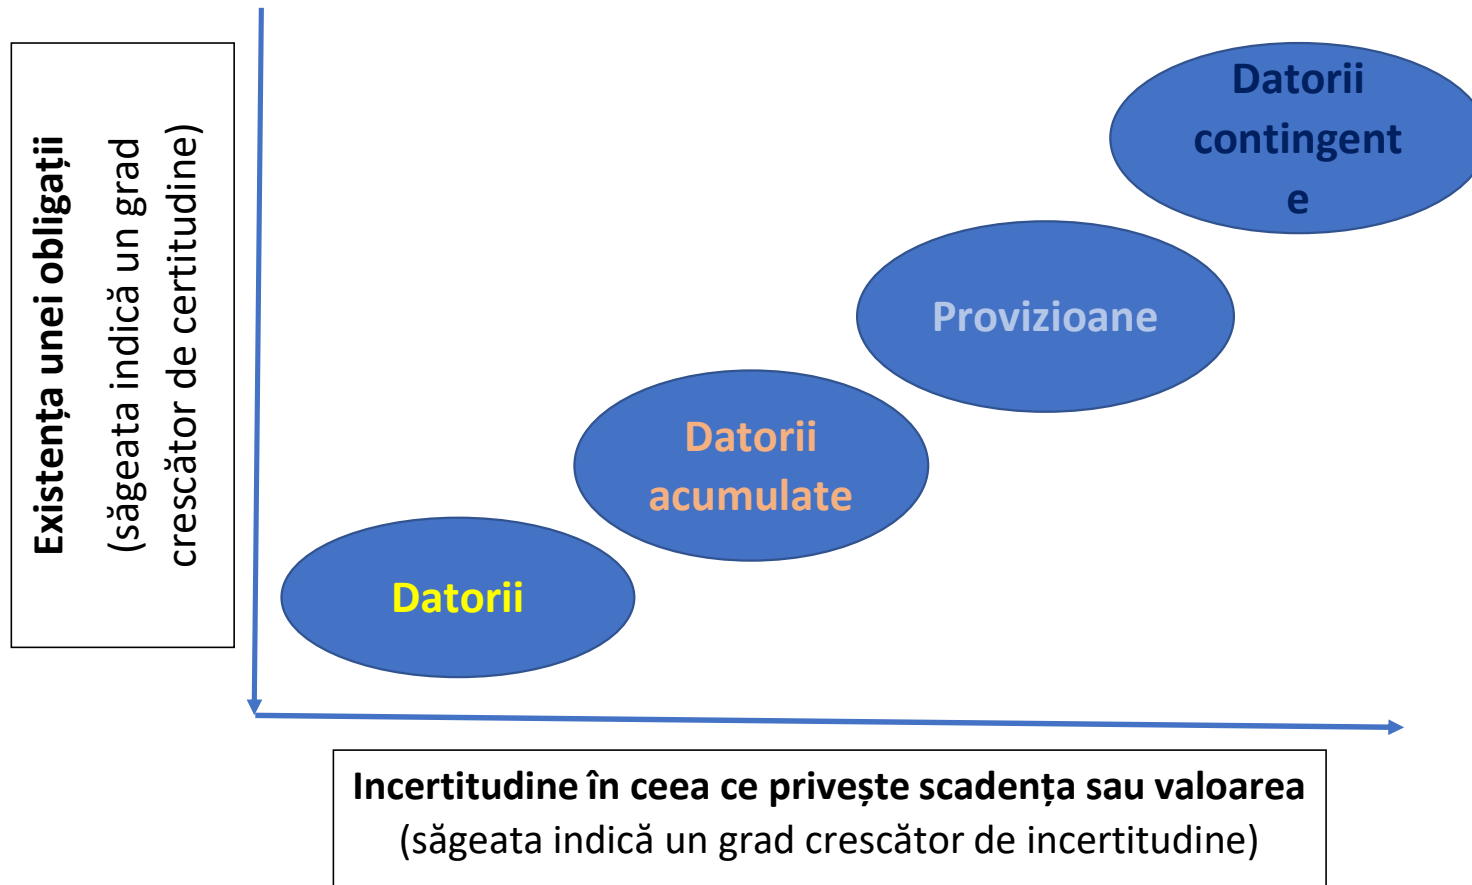 Existența unei obligații
(săgeata indică un grad
crescător de certitudine)
Datorii
contingent
e
Provizioane
Datorii
acumulate
Datorii
Incertitudine în ceea ce privește scadența sau valoarea
(săgeata indică un grad crescător de incertitudine)